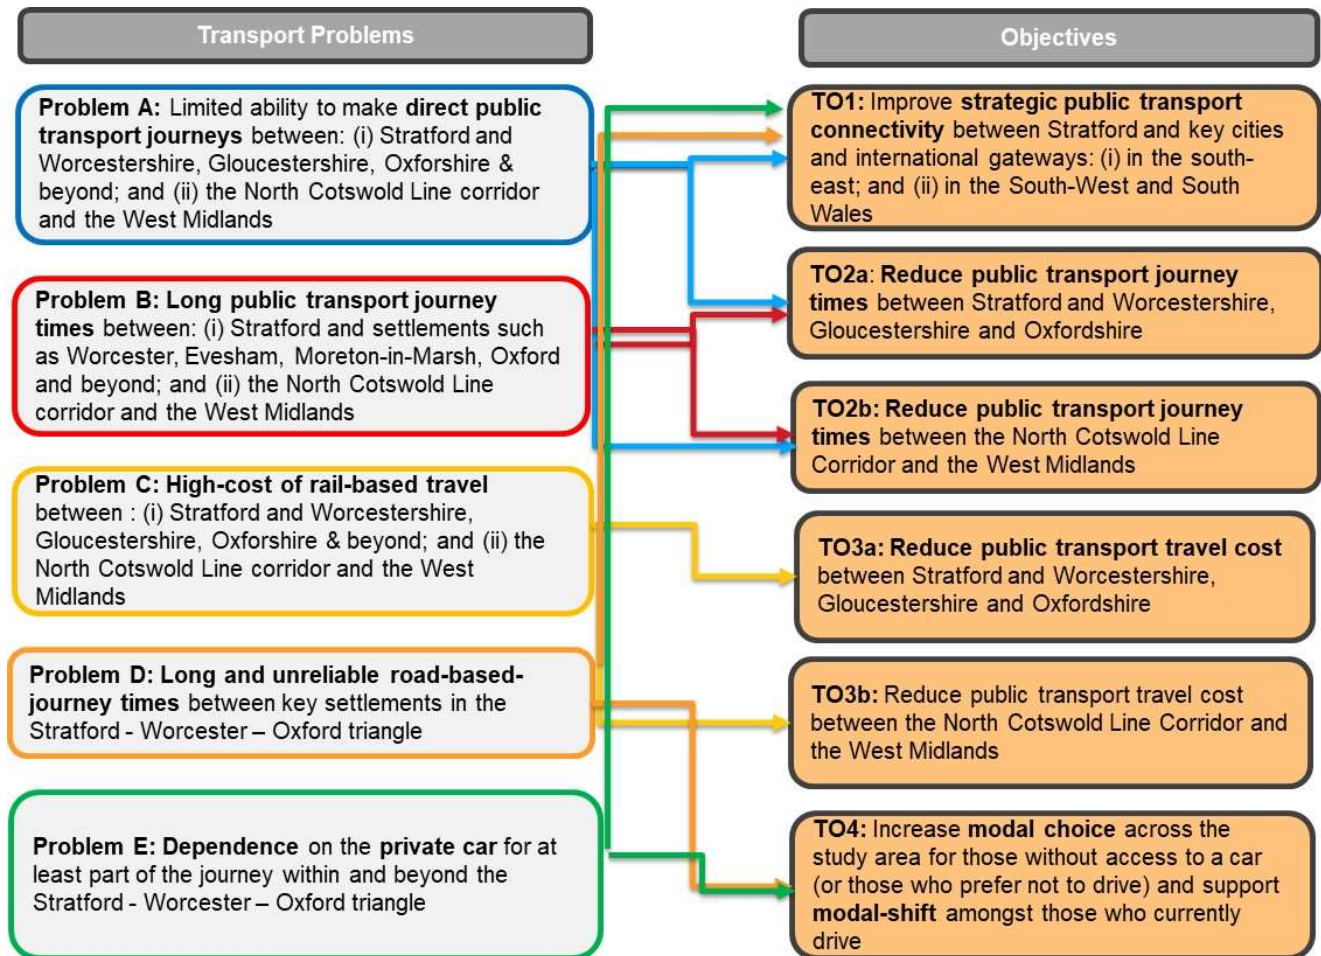 Transport Problems
Problem A: Limited ability to make direct public
transport journeys between: (i) Stratford and
Worcestershire, Gloucestershire, Oxforshire &
beyond; and (ii) the North Cotswold Line corridor
and the West Midlands
Problem B: Long public transport journey
times between: (i) Stratford and settlements such
as Worcester, Evesham, Moreton-in-Marsh, Oxford
and beyond; and (ii) the North Cotswold Line
corridor and the West Midlands
Problem C: High-cost of rail-based travel
between : (i) Stratford and Worcestershire,
Gloucestershire, Oxforshire & beyond; and (ii) the
North Cotswold Line corridor and the West
Midlands
Problem D: Long and unreliable road-based-
journey times between key settlements in the
Stratford - Worcester – Oxford triangle
Problem E: Dependence on the private car for at
least part of the journey within and beyond the
Stratford - Worcester – Oxford triangle
Objectives
TO1: Improve strategic public transport
connectivity between Stratford and key cities
and international gateways: (i) in the south-
east; and (ii) in the South-West and South
Wales
TO2a: Reduce public transport journey
times between Stratford and Worcestershire,
Gloucestershire and Oxfordshire
TO2b: Reduce public transport journey
times between the North Cotswold Line
Corridor and the West Midlands
TO3a: Reduce public transport travel cost
between Stratford and Worcestershire,
Gloucestershire and Oxfordshire
TO3b: Reduce public transport travel cost
between the North Cotswold Line Corridor and
the West Midlands
TO4: Increase modal choice across the
study area for those without access to a car
(or those who prefer not to drive) and support
modal-shift amongst those who currently
drive